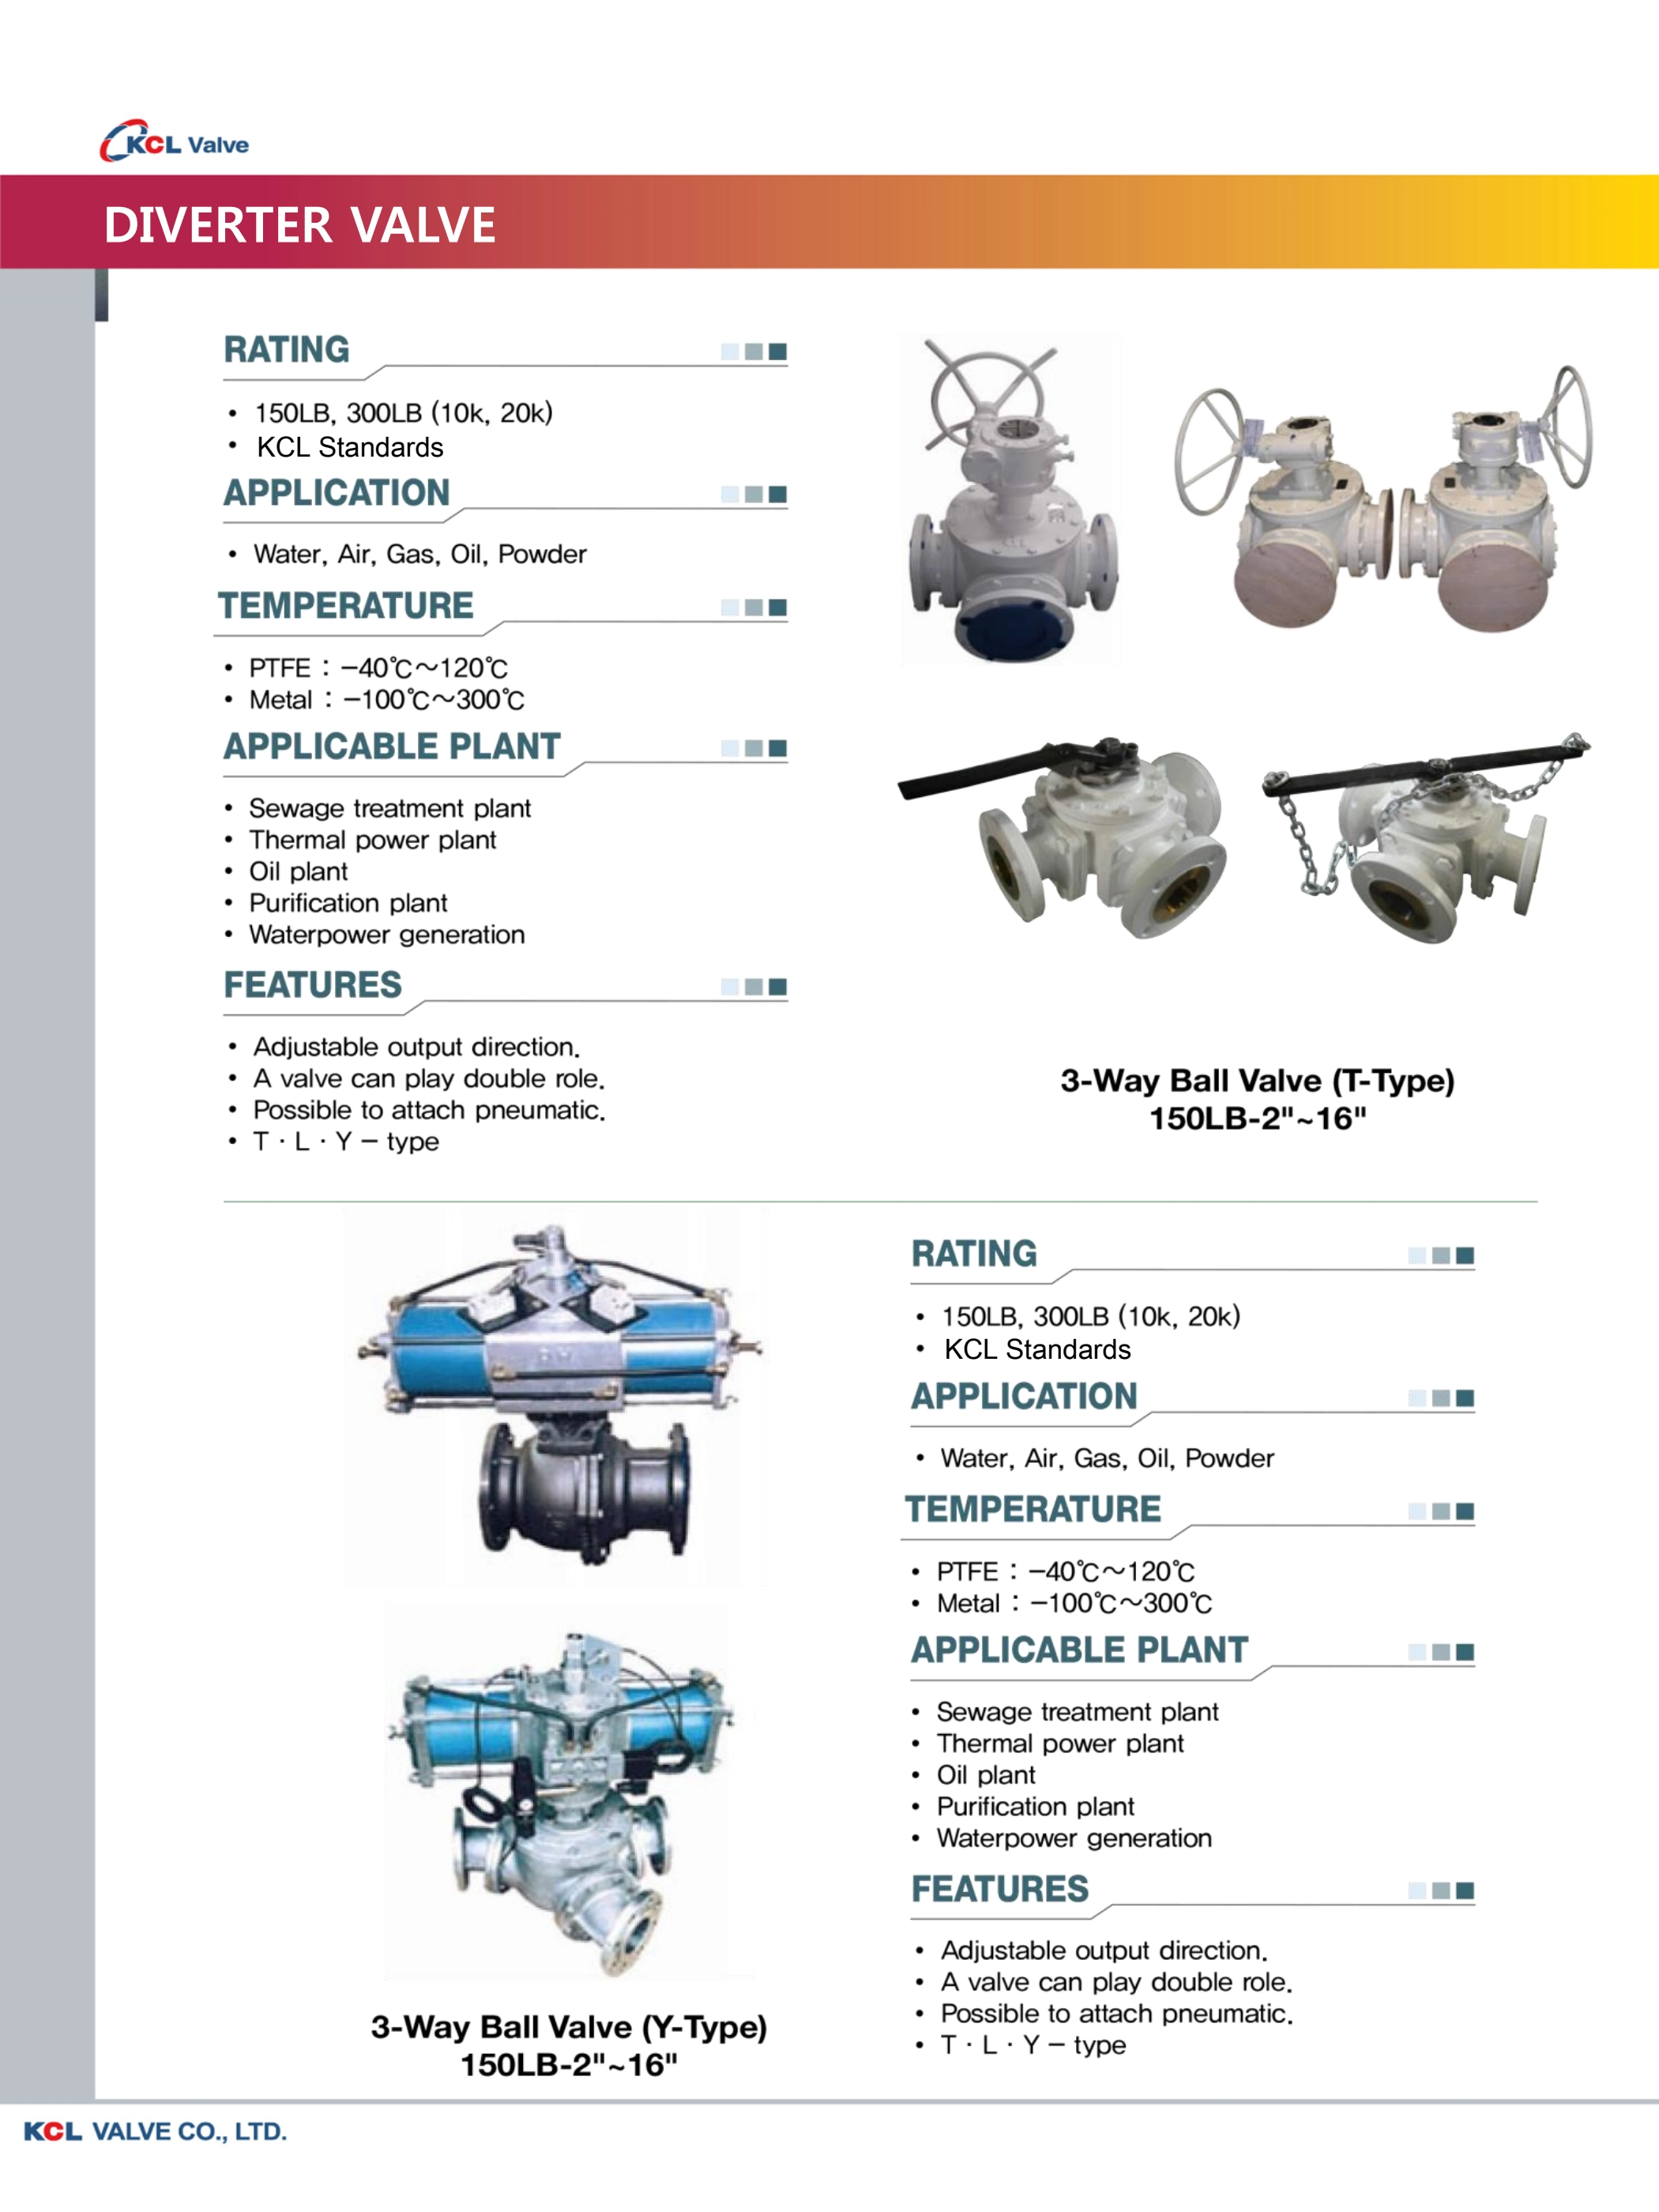 KCL Valve
DIVERTER VALVE
RATING
• 150LB, 300LB (10k, 20k)
• KCL Standards
APPLICATION
• Water, Air, Gas, Oil, Powder
TEMPERATURE
• PTFE : −40℃～120℃
• Metal : −100℃～300℃
APPLICABLE PLANT
• Sewage treatment plant
• Thermal power plant
• Oil plant
• Purification plant
• Waterpower generation
FEATURES
• Adjustable output direction.
• A valve can play double role.
• Possible to attach pneumatic.
• T · L · Y − type
3-Way Ball Valve (T-Type)
150LB-2"~16"
3-Way Ball Valve (Y-Type)
150LB-2"~16"
RATING
• 150LB, 300LB (10k, 20k)
• KCL Standards
APPLICATION
• Water, Air, Gas, Oil, Powder
TEMPERATURE
• PTFE : −40℃～120℃
• Metal : −100℃～300℃
APPLICABLE PLANT
• Sewage treatment plant
• Thermal power plant
• Oil plant
• Purification plant
• Waterpower generation
FEATURES
• Adjustable output direction.
• A valve can play double role.
• Possible to attach pneumatic.
• T · L · Y − type
KCL VALVE CO., LTD.